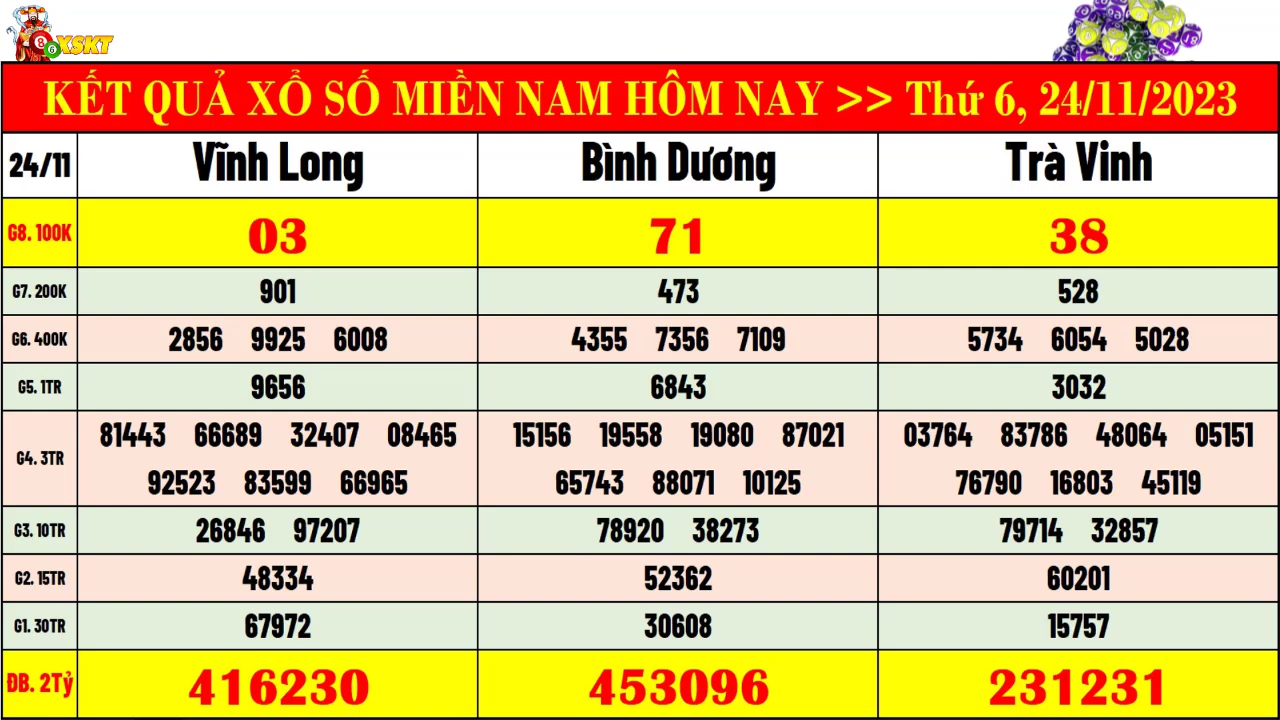 XSKT
KẾT QUẢ XỔ SỐ MIỀN NAM HÔM NAY >> Thứ 6, 24/11/2023
24/11 Vĩnh Long Bình Dương Trà Vinh
G8. 100K 03 71 38
G7. 200K 901 473 528
G6. 400K 2856 9925 6008 4355 7356 7109 5734 6054 5028
G5. 1TR 9656 6843 3032
G4. 3TR 81443 66689 32407 08465 15156 19558 19080 87021 03764 83786 48064 05151
92523 83599 66965 65743 88071 10125 76790 16803 45119
G3. 10TR 26846 97207 78920 38273 79714 32857
G2. 15TR 48334 52362 60201
G1. 30TR 67972 30608 15757
ĐB. 2Tỷ 416230 453096 231231